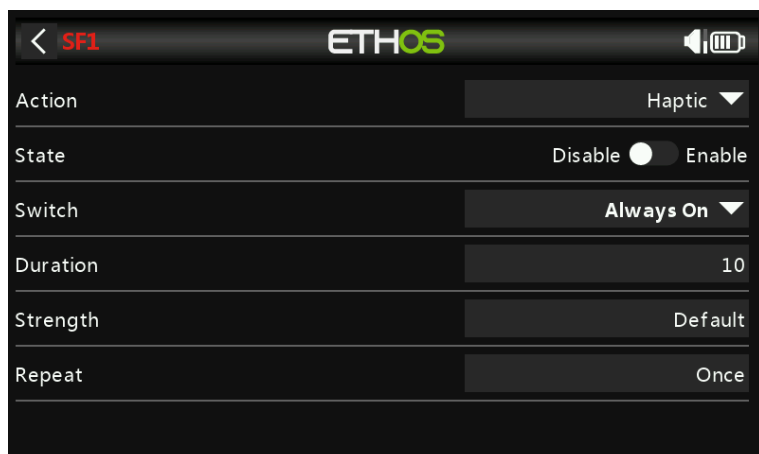 SF1 ETHOS
Action Haptic
State Disable Enable
Switch Always On
Duration 10
Strength Default
Repeat Once